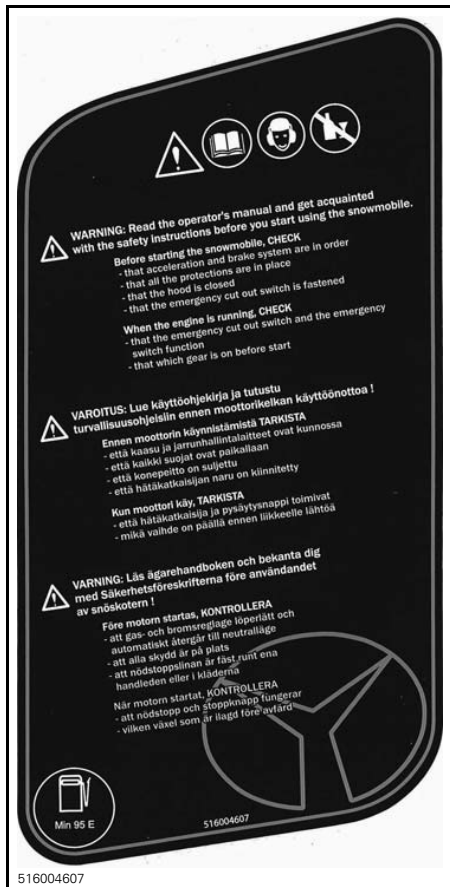 WARNING: Read the operator's manual and get acquainted
with the safety instructions before you start using the snowmobile.
Before starting the snowmobile, CHECK
- that acceleration and brake system are in order
- that all the protections are in place
- that the hood is closed
- that the emergency cut out switch is fastened
When the engine is running, CHECK
- that the emergency cut out switch and the emergency
switch function
- that which gear is on before start
VAROITUS: Lue käyttöohjekirja ja tutustu
turvallisuusohjeisiin ennen moottorikelkan käyttöönottoa !
Ennen moottorin käynnistämistä TARKISTA
- että kaasu ja jarrunhallintalaitteet ovat kunnossa
- että kaikki suojat ovat paikallaan
- että konepeitto on suljettu
- että hätäkatkaisijan naru on kiinnitetty
Kun moottori käy, TARKISTA
- että hätäkatkaisija ja pysäytysnappi toimivat
- mikä vaihde on päällä ennen liikkeelle lähtöä
VARNING: Läs ägarehandboken och bekanta dig
med Säkerhetsföreskrifterna före användandet
av snöskotern !
Före motorn startas, KONTROLLERA
- att gas- och bromsreglage löperlätt och
automatiskt återgår till neutralläge
- att alla skydd är på plats
- att nödstoppslinan är fäst runt ena
handleden eller i kläderna
När motorn startat, KONTROLLERA
- att nödstopp och stoppknapp fungerar
- vilken växel som är ilagd före avfärd
Min 95 E
516004607
516004607